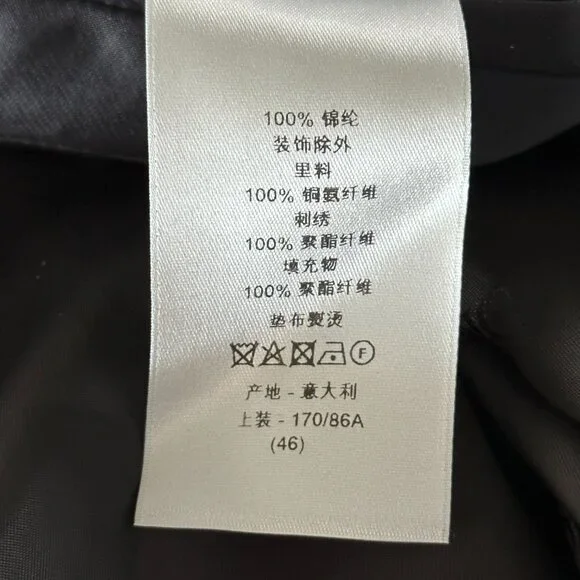 100% 锦纶
装饰除外
里料
100% 铜氨纤维
刺绣
100% 聚酯纤维
填充物
100% 聚酯纤维
垫布熨烫
F
产地 - 意大利
上装 - 170/86A
(46)